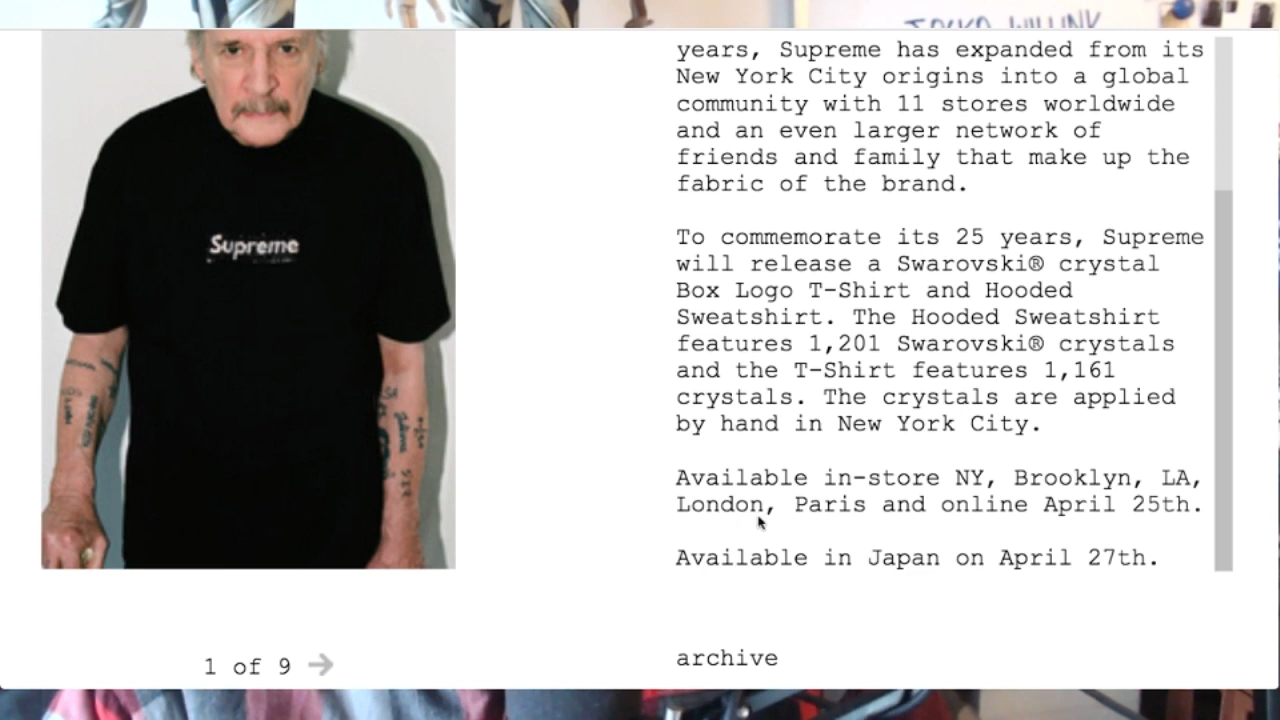 JOCKO WILLINK
years, Supreme has expanded from its
New York City origins into a global
community with 11 stores worldwide
and an even larger network of
friends and family that make up the
fabric of the brand.
To commemorate its 25 years, Supreme
will release a Swarovski® crystal
Box Logo T-Shirt and Hooded
Sweatshirt. The Hooded Sweatshirt
features 1,201 Swarovski® crystals
and the T-Shirt features 1,161
crystals. The crystals are applied
by hand in New York City.
Available in-store NY, Brooklyn, LA,
London, Paris and online April 25th.
Available in Japan on April 27th.
Supreme
1 of 9
archive